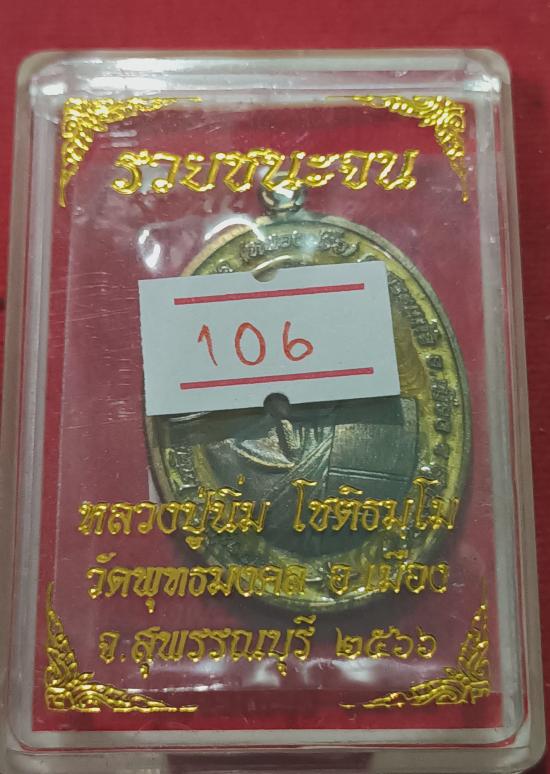 รวยชนะจน
106
หลวงปู่นิ่ม โชติธมฺโม
วัดพุทธมงคล อ.เมือง
จ.สุพรรณบุรี ๒๕๖๖